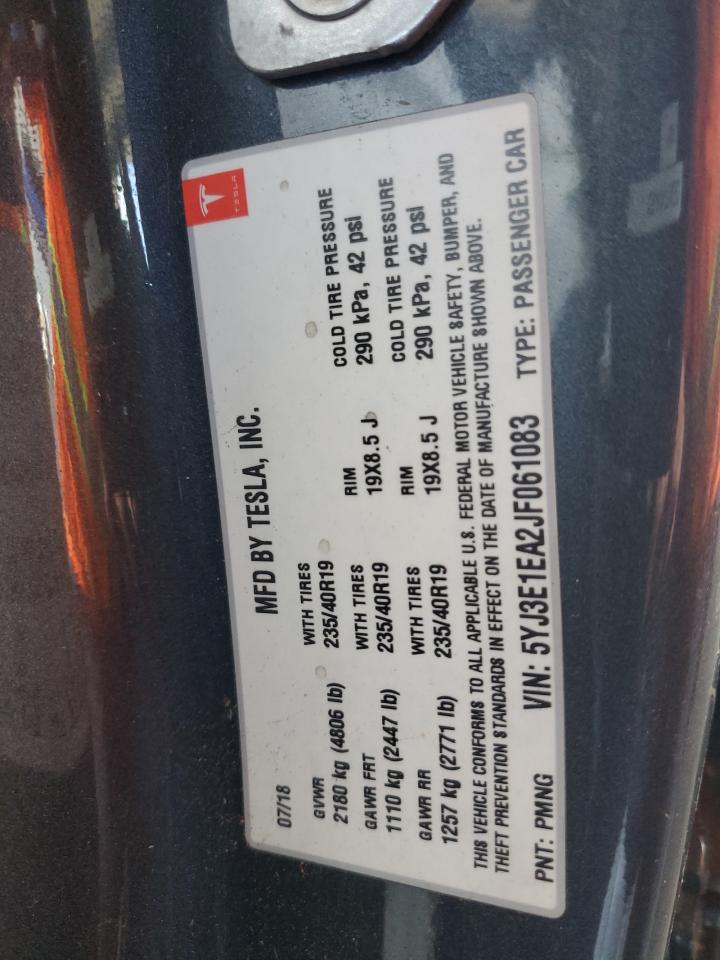 TESLA
MFD BY TESLA, INC.
07/18
GVWR WITH TIRES
2180 kg (4806 lb) 235/40R19
GAWR FRT WITH TIRES RIM COLD TIRE PRESSURE
1110 kg (2447 lb) 235/40R19 19X8.5 J 290 kPa, 42 psi
GAWR RR WITH TIRES RIM COLD TIRE PRESSURE
1257 kg (2771 lb) 235/40R19 19X8.5 J 290 kPa, 42 psi
THIS VEHICLE CONFORMS TO ALL APPLICABLE U.S. FEDERAL MOTOR VEHICLE SAFETY, BUMPER, AND
THEFT PREVENTION STANDARDS IN EFFECT ON THE DATE OF MANUFACTURE SHOWN ABOVE.
PNT: PMNG VIN: 5YJ3E1EA2JF061083 TYPE: PASSENGER CAR